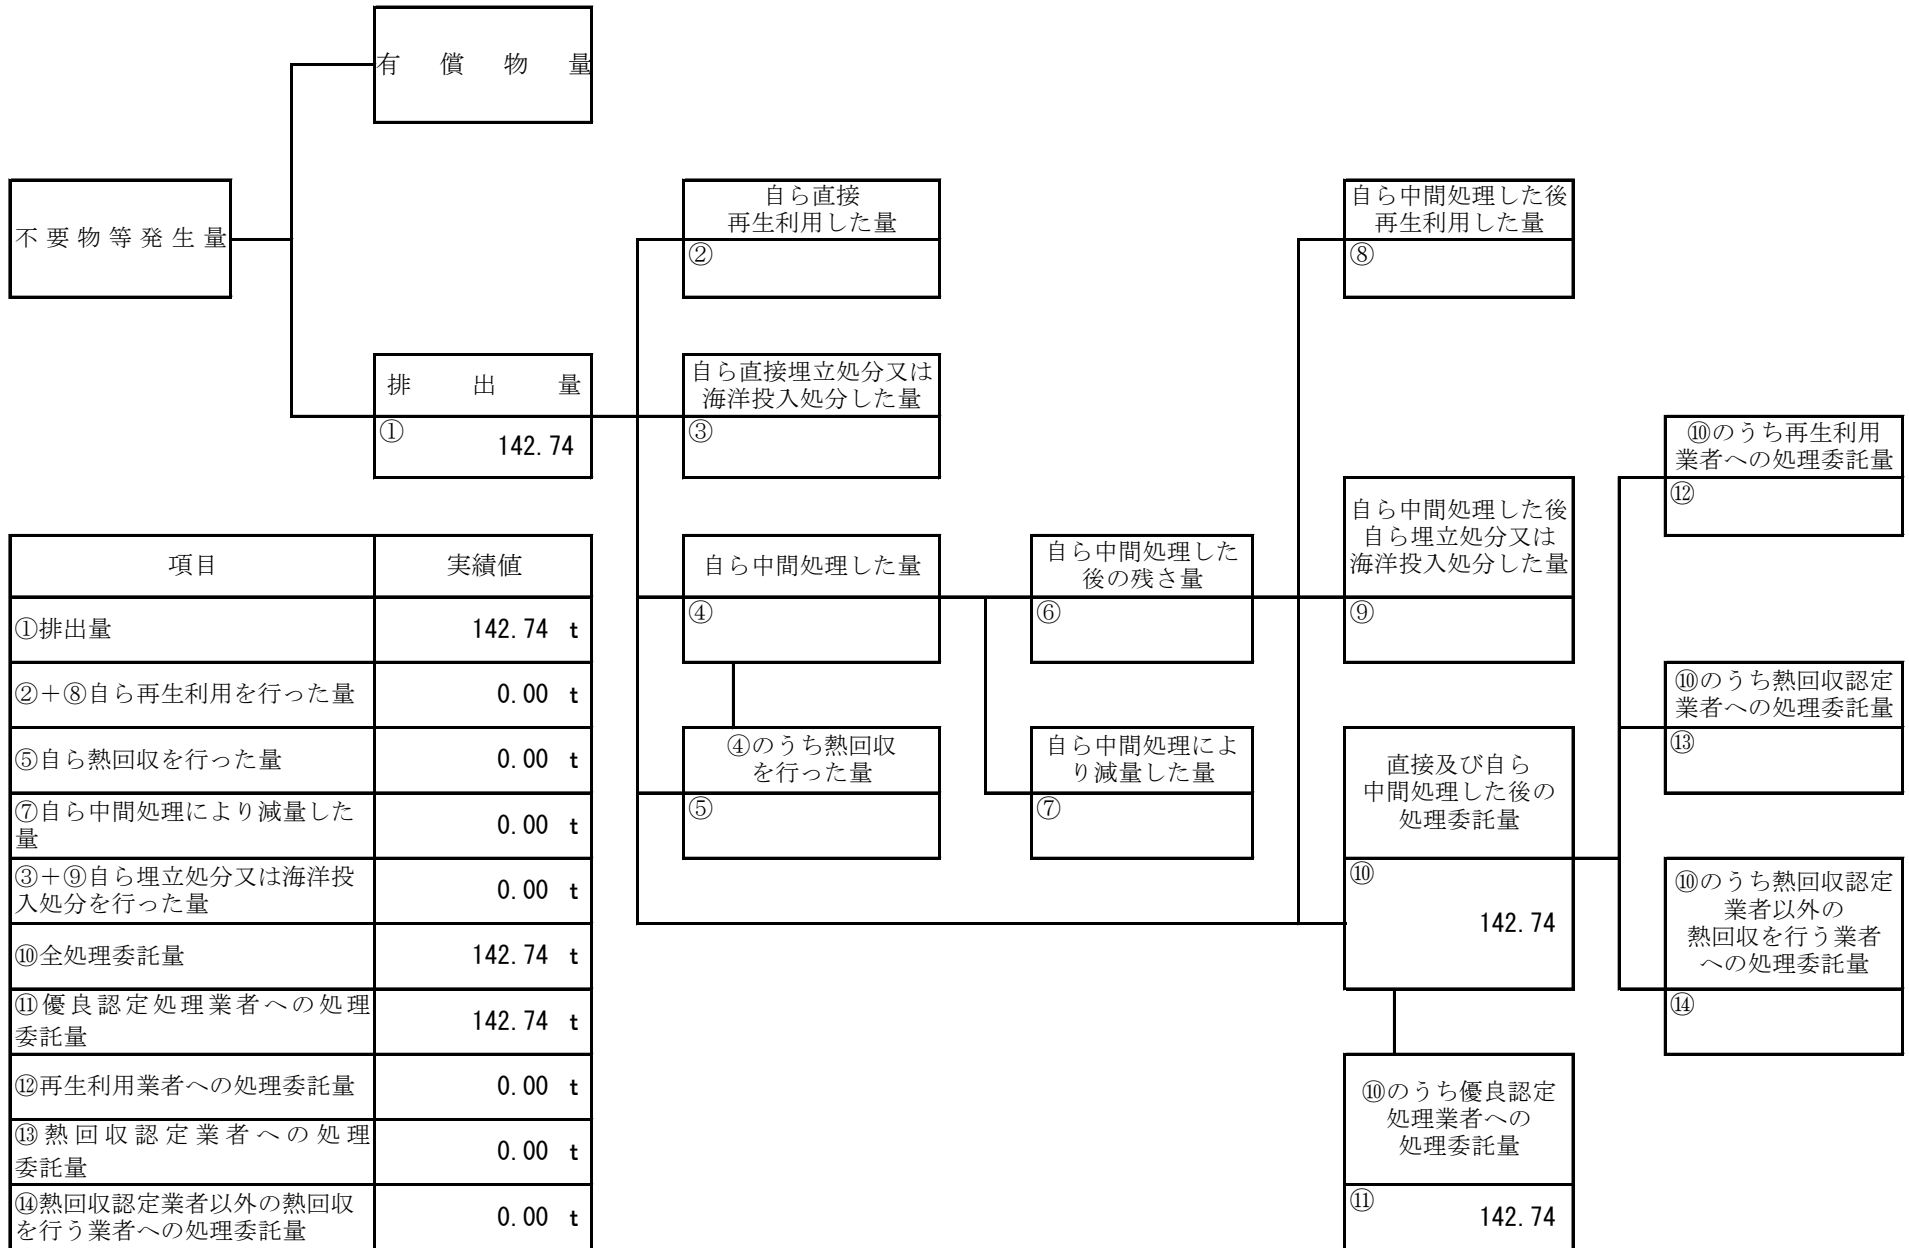 有償物量
不要物等発生量
自ら直接
再生利用した量
②
自ら中間処理した後
再生利用した量
⑧
排出量
①
142.74
自ら直接埋立処分又は
海洋投入処分した量
③
⑩のうち再生利用
業者への処理委託量
⑫
自ら中間処理した後
自ら埋立処分又は
海洋投入処分した量
⑨
自ら中間処理した量
④
自ら中間処理した
後の残さ量
⑥
⑩のうち熱回収認定
業者への処理委託量
⑬
④のうち熱回収
を行った量
⑤
自ら中間処理によ
り減量した量
⑦
直接及び自ら
中間処理した後の
処理委託量
⑩
142.74
⑩のうち熱回収認定
業者以外の
熱回収を行う業者
への処理委託量
⑭
⑩のうち優良認定
処理業者への
処理委託量
⑪
142.74
項目 実績値
①排出量 142.74 t
②＋⑧自ら再生利用を行った量 0.00 t
⑤自ら熱回収を行った量 0.00 t
⑦自ら中間処理により減量した
量 0.00 t
③＋⑨自ら埋立処分又は海洋投
入処分を行った量 0.00 t
⑩全処理委託量 142.74 t
⑪優良認定処理業者への処理
委託量 142.74 t
⑫再生利用業者への処理委託量 0.00 t
⑬熱回収認定業者への処理
委託量 0.00 t
⑭熱回収認定業者以外の熱回収
を行う業者への処理委託量 0.00 t